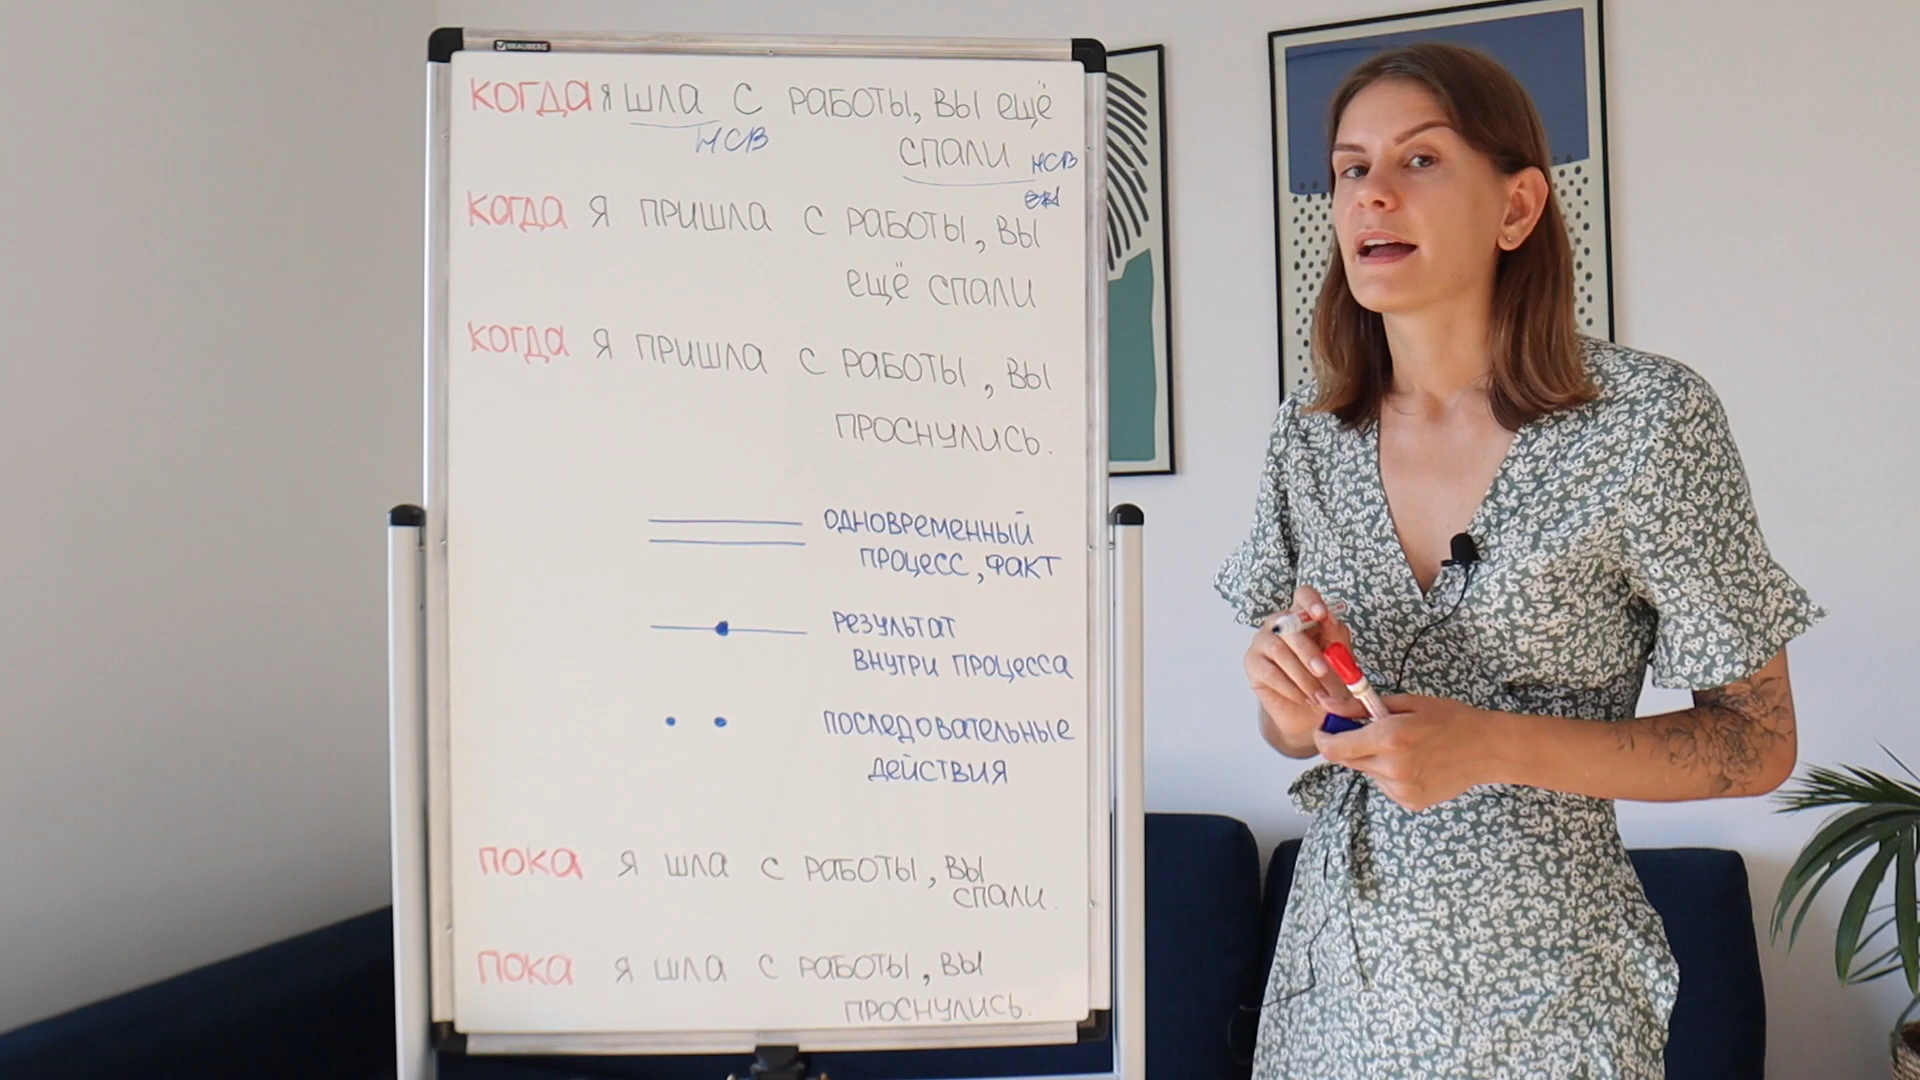 BRAUBERG
когда я шла с работы, вы ещё
НСВ
спали НСВ
когда я пришла с работы, вы
ещё спали
когда я пришла с работы, вы
проснулись.
одновременный
процесс, факт
результат
внутри процесса
последовательные
действия
пока я шла с работы, вы
спали.
пока я шла с работы, вы
проснулись.